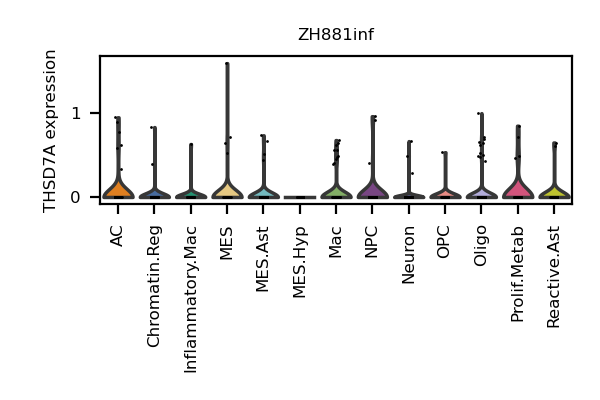 ZH881inf
THSD7A expression
1
0
AC
Chromatin.Reg
Inflammatory.Mac
MES
MES.Ast
MES.Hyp
Mac
NPC
Neuron
OPC
Oligo
Prolif.Metab
Reactive.Ast